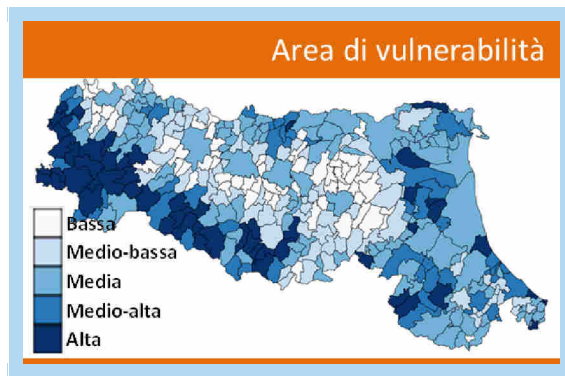 Area di vulnerabilità
Bassa
Medio-bassa
Media
Medio-alta
Alta